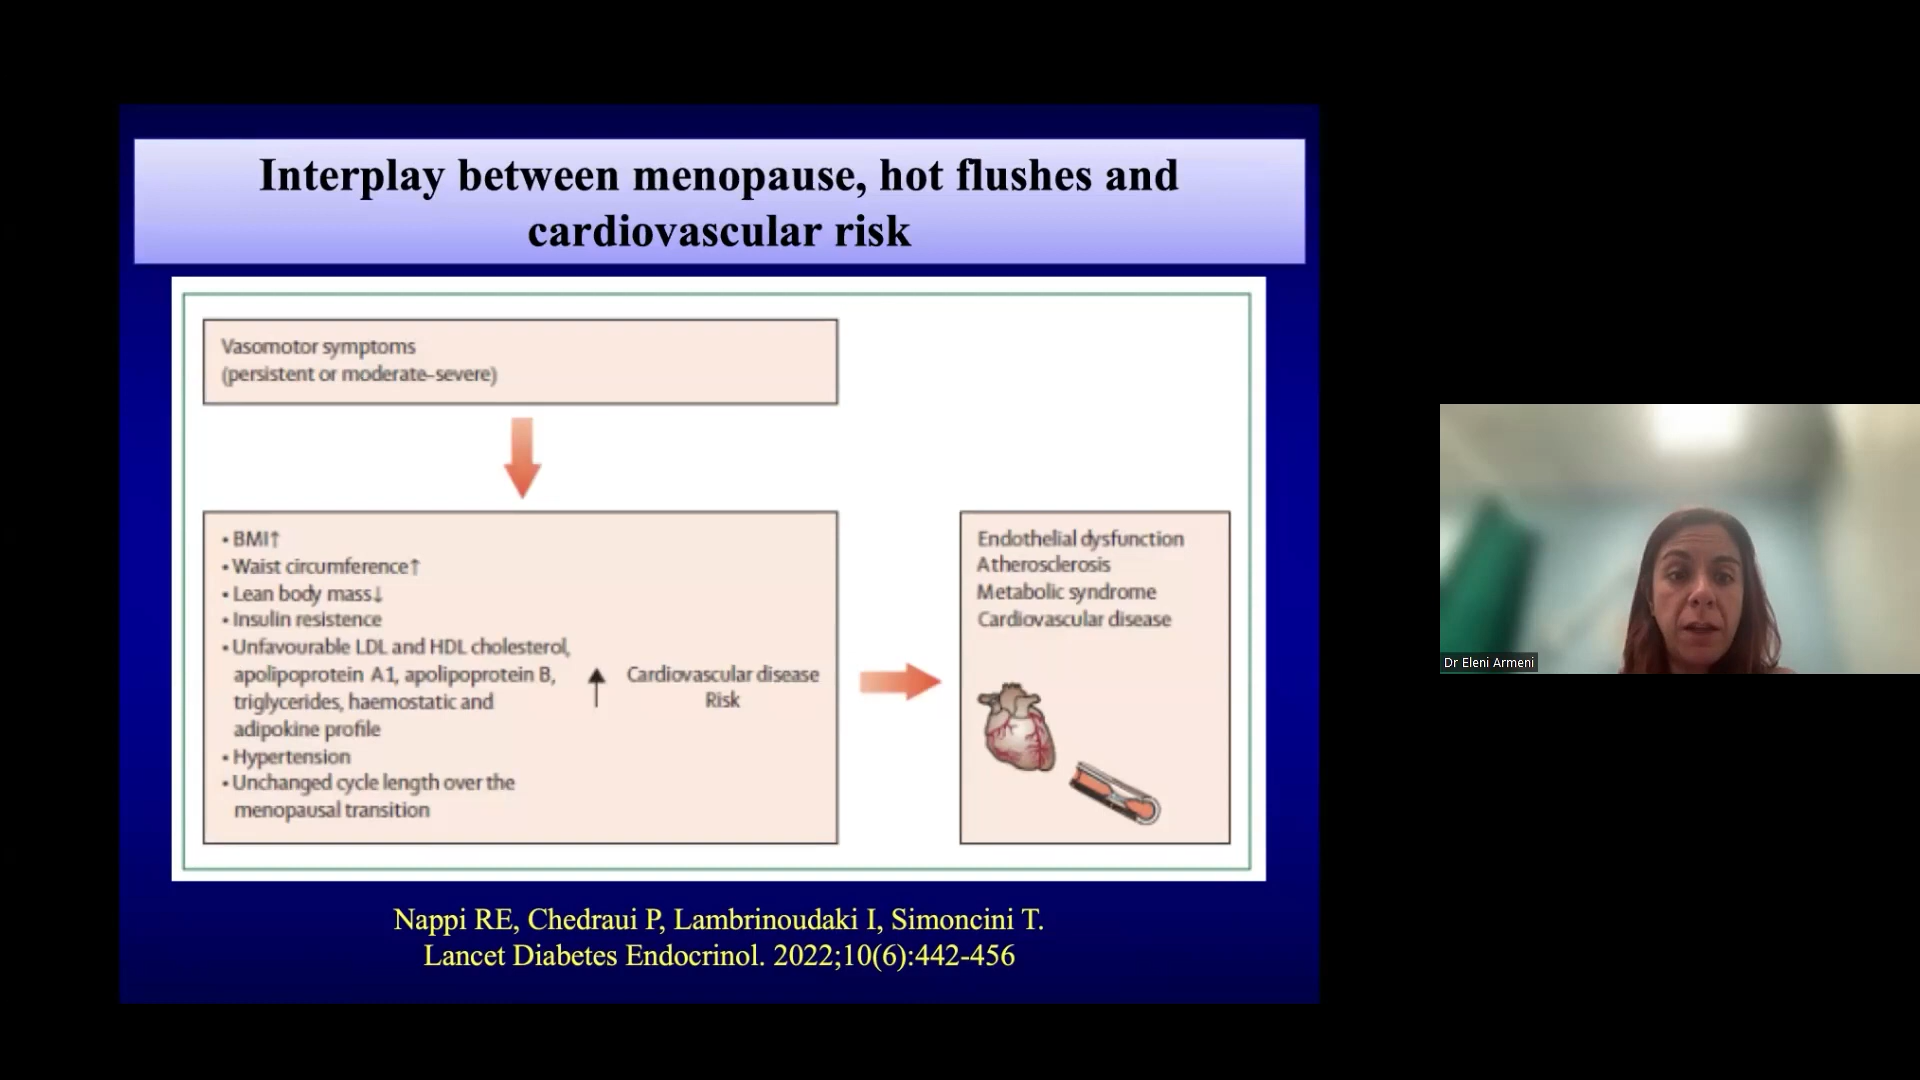 Interplay between menopause, hot flushes and
cardiovascular risk
Vasomotor symptoms
(persistent or moderate–severe)
• BMI↑
• Waist circumference↑
• Lean body mass↓
• Insulin resistence
• Unfavourable LDL and HDL cholesterol,
apolipoprotein A1, apolipoprotein B,
triglycerides, haemostatic and
adipokine profile
• Hypertension
• Unchanged cycle length over the
menopausal transition
↑ Cardiovascular disease
Risk
Endothelial dysfunction
Atherosclerosis
Metabolic syndrome
Cardiovascular disease
Dr Eleni Armeni
Nappi RE, Chedraui P, Lambrinoudaki I, Simoncini T.
Lancet Diabetes Endocrinol. 2022;10(6):442-456